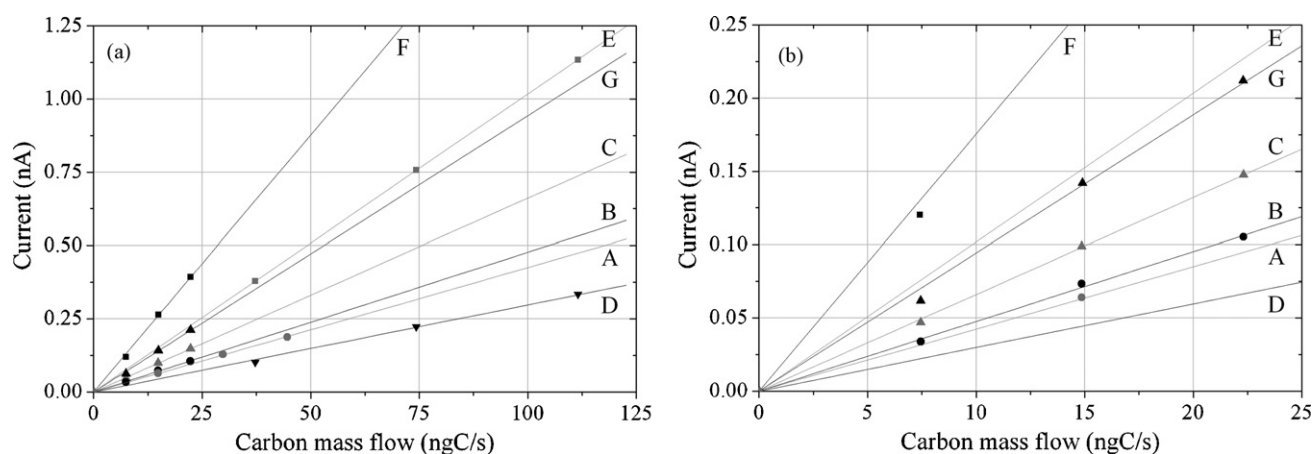 (a)
F
E
G
C
B
A
D
1.25
1.00
0.75
0.50
0.25
0.00
Current (nA)
0 25 50 75 100 125
Carbon mass flow (ngC/s)
(b)
F
E
G
C
B
A
D
0.25
0.20
0.15
0.10
0.05
0.00
Current (nA)
0 5 10 15 20 25
Carbon mass flow (ngC/s)